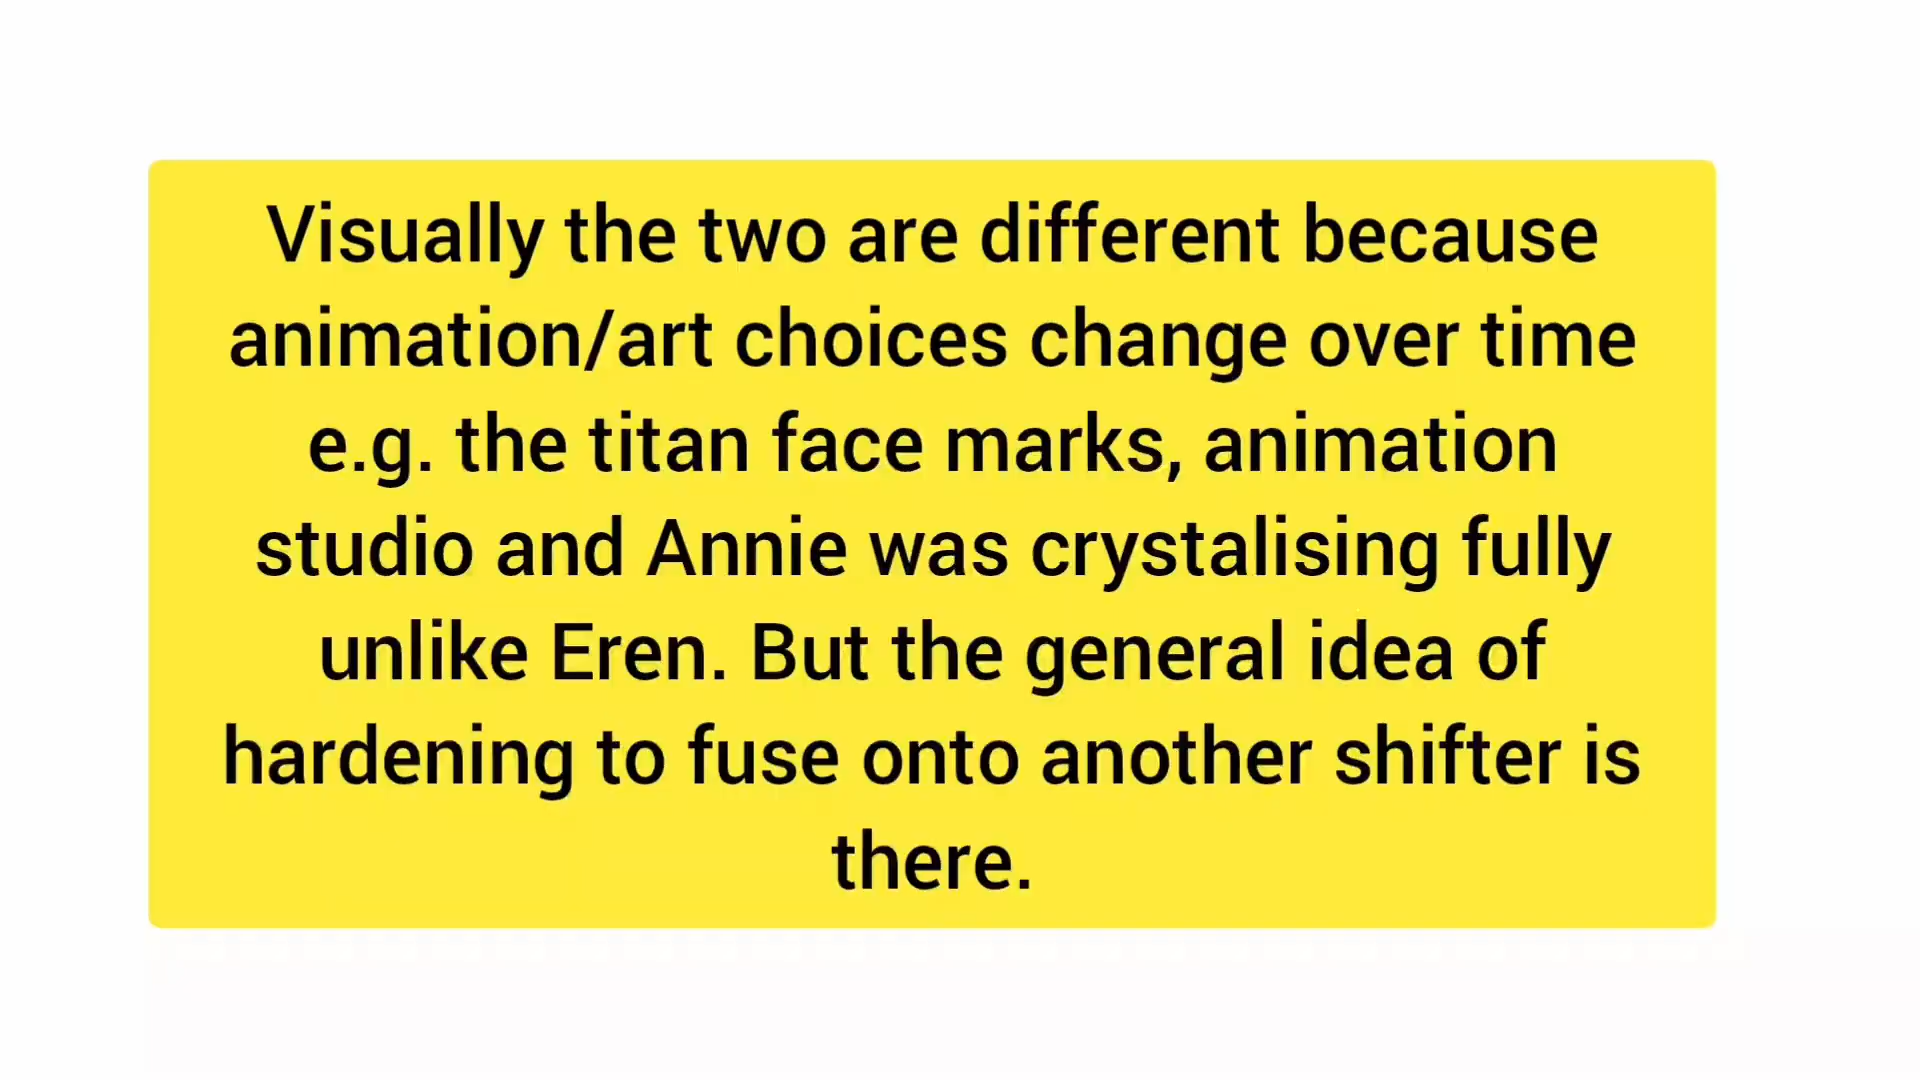 Visually the two are different because
animation/art choices change over time
e.g. the titan face marks, animation
studio and Annie was crystalising fully
unlike Eren. But the general idea of
hardening to fuse onto another shifter is
there.